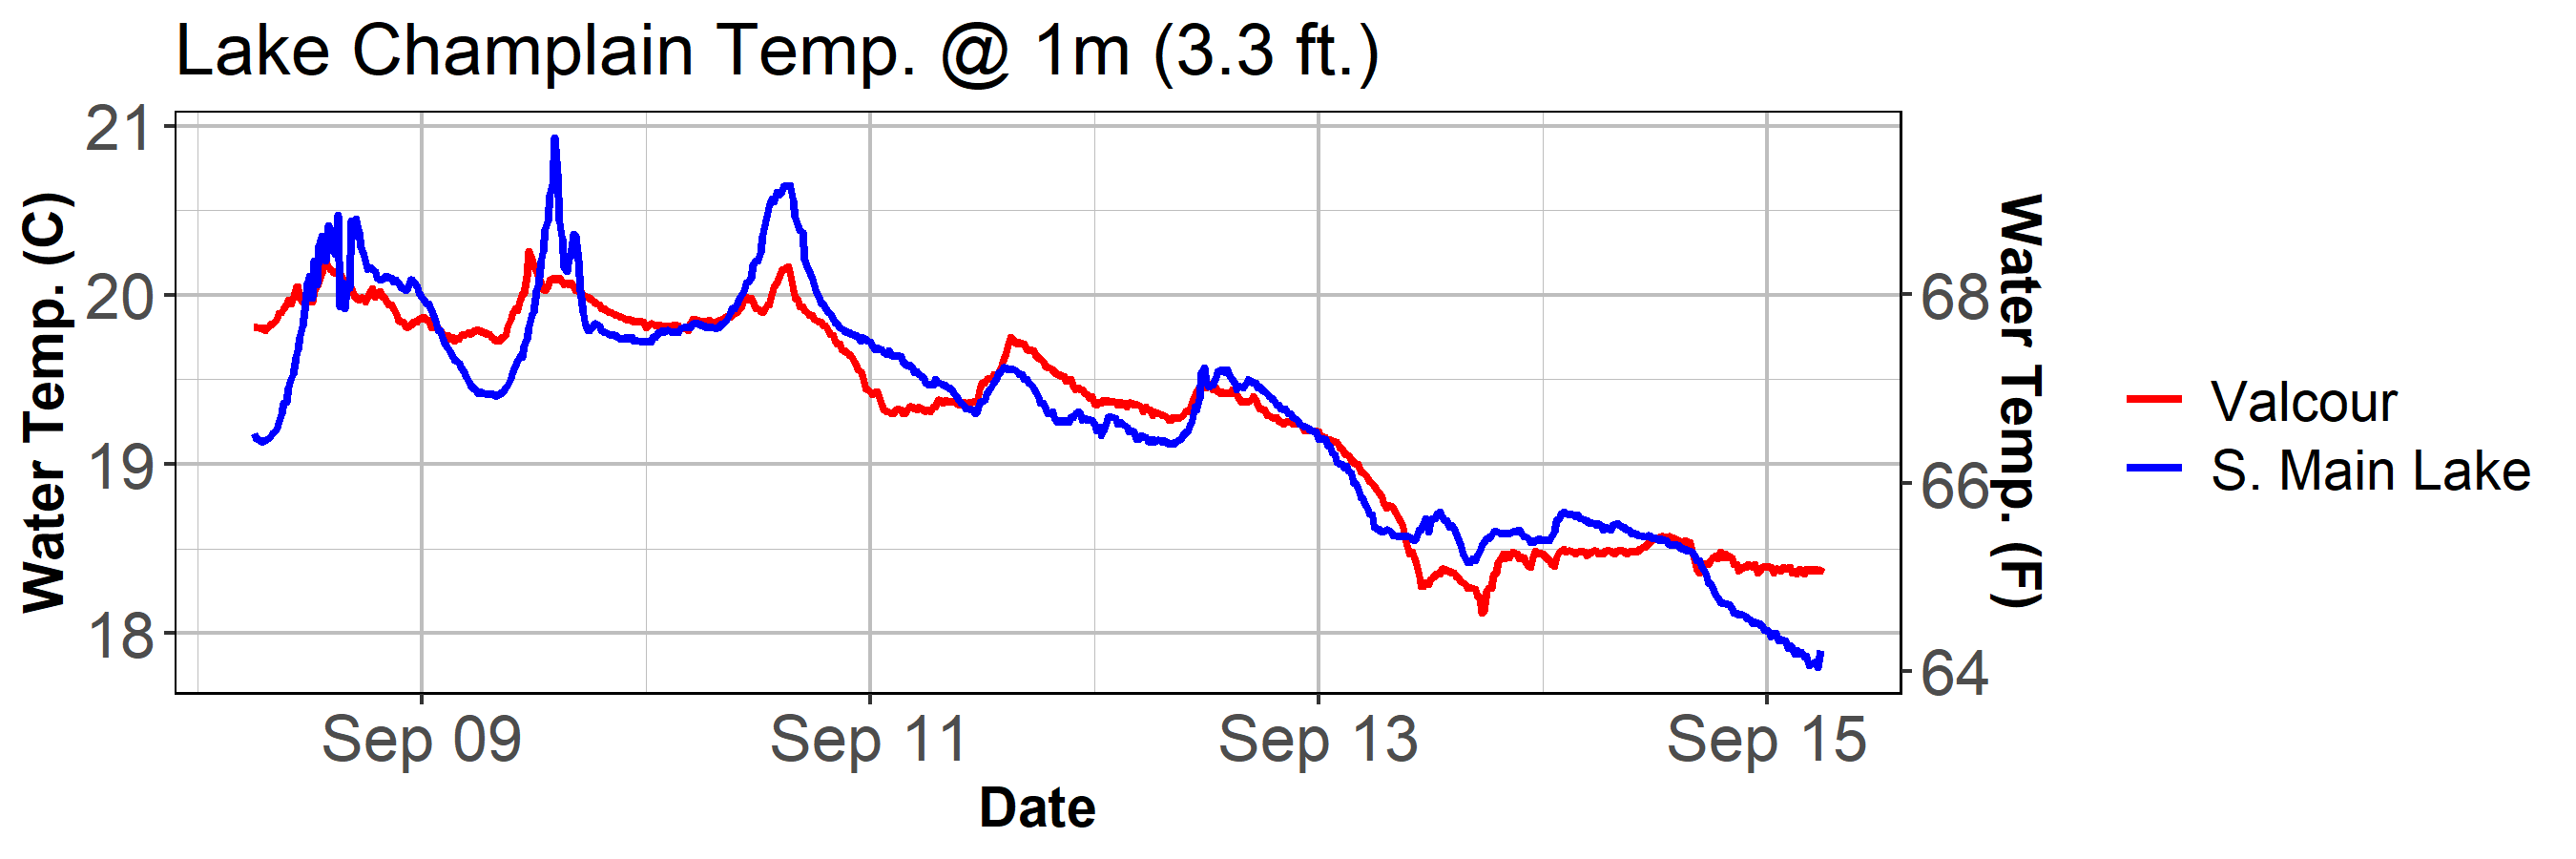 Lake Champlain Temp. @ 1m (3.3 ft.)
Water Temp. (C)
21
20
19
18
68
66
64
Water Temp. (F)
Sep 09
Sep 11
Sep 13
Sep 15
Date
Valcour
S. Main Lake